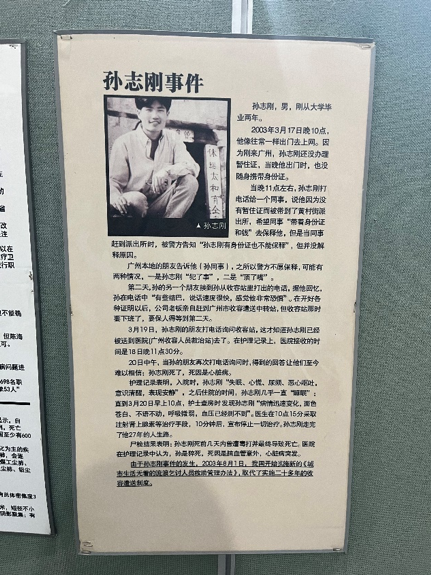 孙志刚事件
孙志刚，男，刚从大学毕
业两年。
2003年3月17日晚10点，
他像往常一样出门去上网。因
为刚来广州，孙志刚还没办理
暂住证，当晚他出门时，也没
随身携带身份证。
当晚11点左右，孙志刚打
电话给一个同事，说他因为没
有暂住证而被带到了黄村街派
出所，希望同事“带着身份证
和钱”去保释他，但是当同事
▲ 孙志刚
赶到派出所时，被警方告知“孙志刚有身份证也不能保释”，但并没解
释原因。
广州本地的朋友告诉他（孙同事），之所以警方不愿保释，可能有
两种情况，一是孙志刚“犯了事”，二是“顶了嘴”。
第二天，孙的另一个朋友接到孙从收容站里打出的电话，据他回忆，
孙在电话中“有些结巴，说话速度很快，感觉他非常恐惧”。在开好各
种证明以后，公司老板亲自赶到广州市收容遣送中转站，但收容站那时
要下班了，要保人得等到第二天。
3月19日，孙志刚的朋友打电话询问收容站，这才知道孙志刚已经
被送到医院(广州收容人员救治站)去了。在护理记录上，医院接收的时
间是18日晚11点30分。
20日中午，当孙的朋友再次打电话询问时，得到的回答让他们至今
难以相信：孙志刚死了，死因是心脏病。
护理记录表明，入院时，孙志刚“失眠、心慌、尿频、恶心呕吐，
意识清醒，表现安静”，之后住院的时间，孙志刚几乎一直“睡眠”；
直到3月20日早上10点，护士查房时发现孙志刚“病情迅速变化，面色
苍白、不语不动，呼吸微弱，血压已经测不到”。医生在10点15分采取
注射肾上腺素等治疗手段，10分钟后，宣布停止一切治疗。孙志刚走完
了他27年的人生路。
尸检结果表明：孙志刚死前几天内曾遭毒打并最终导致死亡。医院
在护理记录中认为，孙是猝死，死因是脑血管意外，心脏病突发。
由于孙志刚事件的发生，2003年8月1日，我国开始实施新的《城
市生活无着的流浪乞讨人员救助管理办法》，取代了实施二十多年的收
容遣送制度。